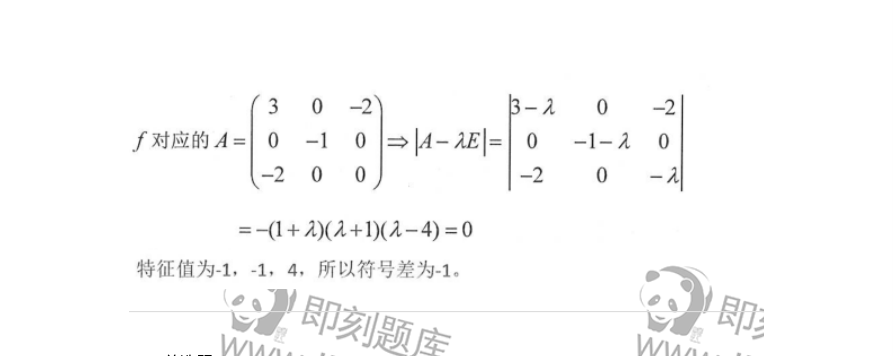 f 对应的 A = ( 3 0 -2 ; 0 -1 0 ; -2 0 0 ) ⇒ |A - λE| = | 3-λ 0 -2 ; 0 -1-λ 0 ; -2 0 -λ |
= -(1+λ)(λ+1)(λ-4) = 0
特征值为-1，-1，4，所以符号差为-1。
即刻题库
即刻题